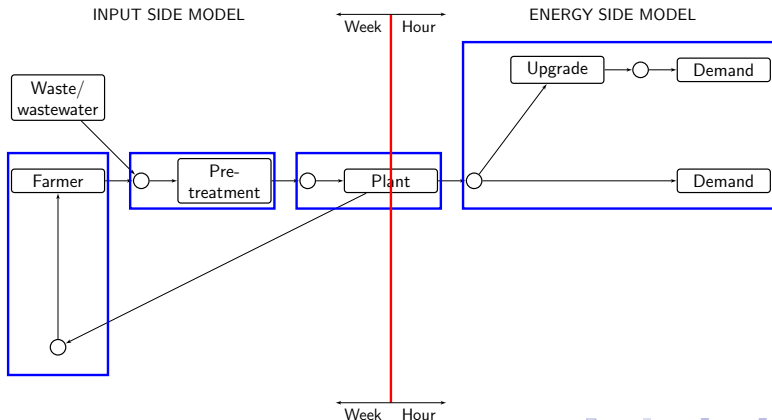 INPUT SIDE MODEL
ENERGY SIDE MODEL
Week
Hour
Upgrade
Demand
Waste/
wastewater
Farmer
Pre-
treatment
Plant
Demand
Week
Hour